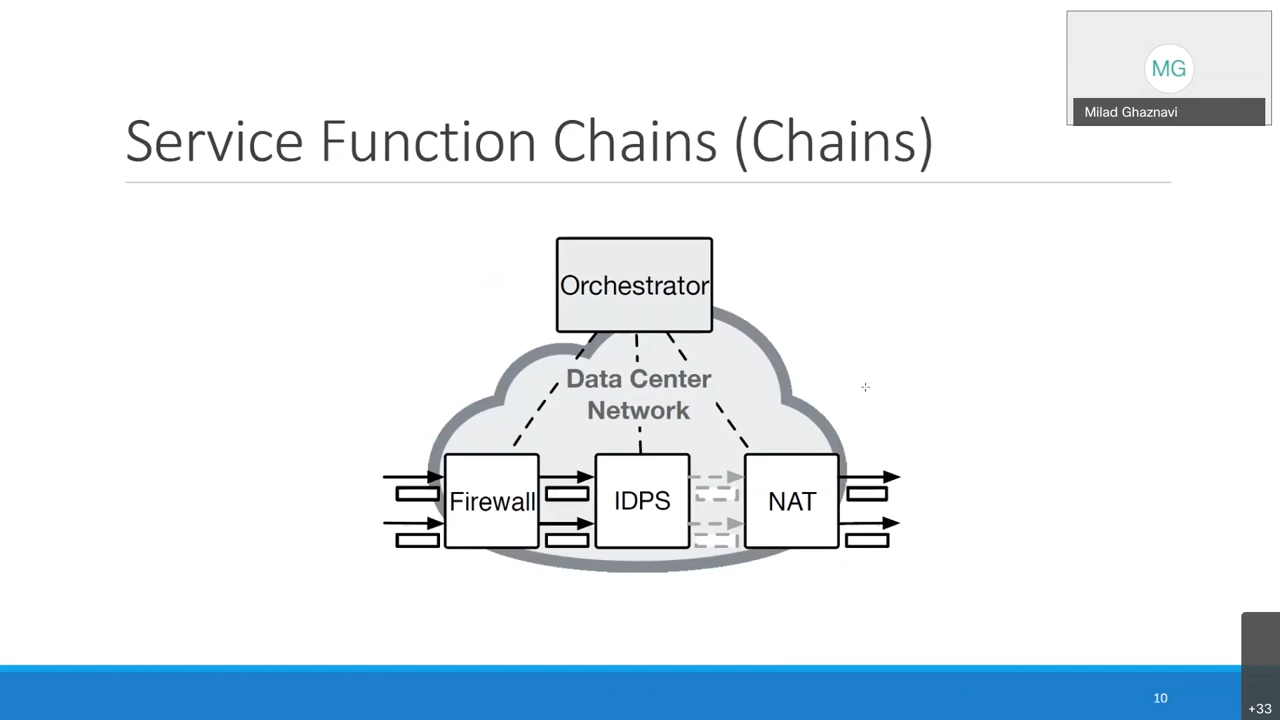 MG
Milad Ghaznavi
Service Function Chains (Chains)
Orchestrator
Data Center
Network
Firewall
IDPS
NAT
10
+33